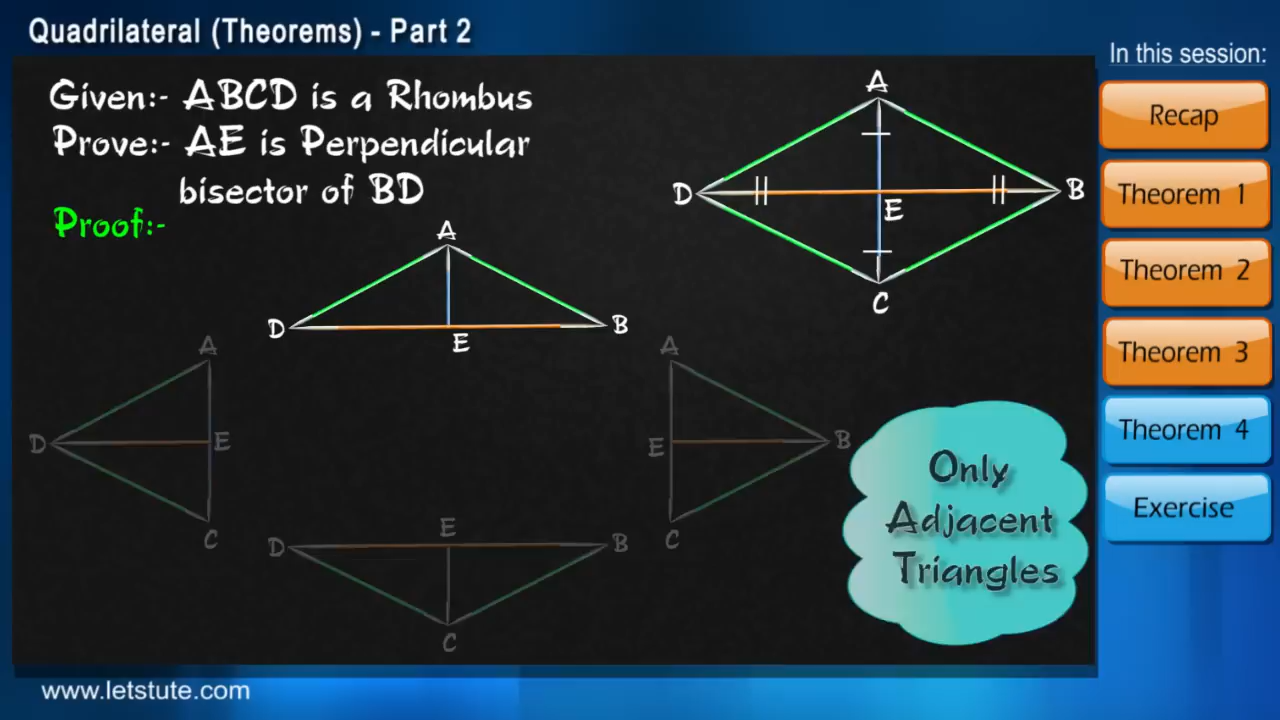 Quadrilateral (Theorems) - Part 2
In this session:
Given:- ABCD is a Rhombus
Prove:- AE is Perpendicular
bisector of BD
Proof:-
A
D
B
E
C
A
D
B
E
A
D
E
C
A
E
B
C
E
D
B
C
Only
Adjacent
Triangles
Recap
Theorem 1
Theorem 2
Theorem 3
Theorem 4
Exercise
www.letstute.com